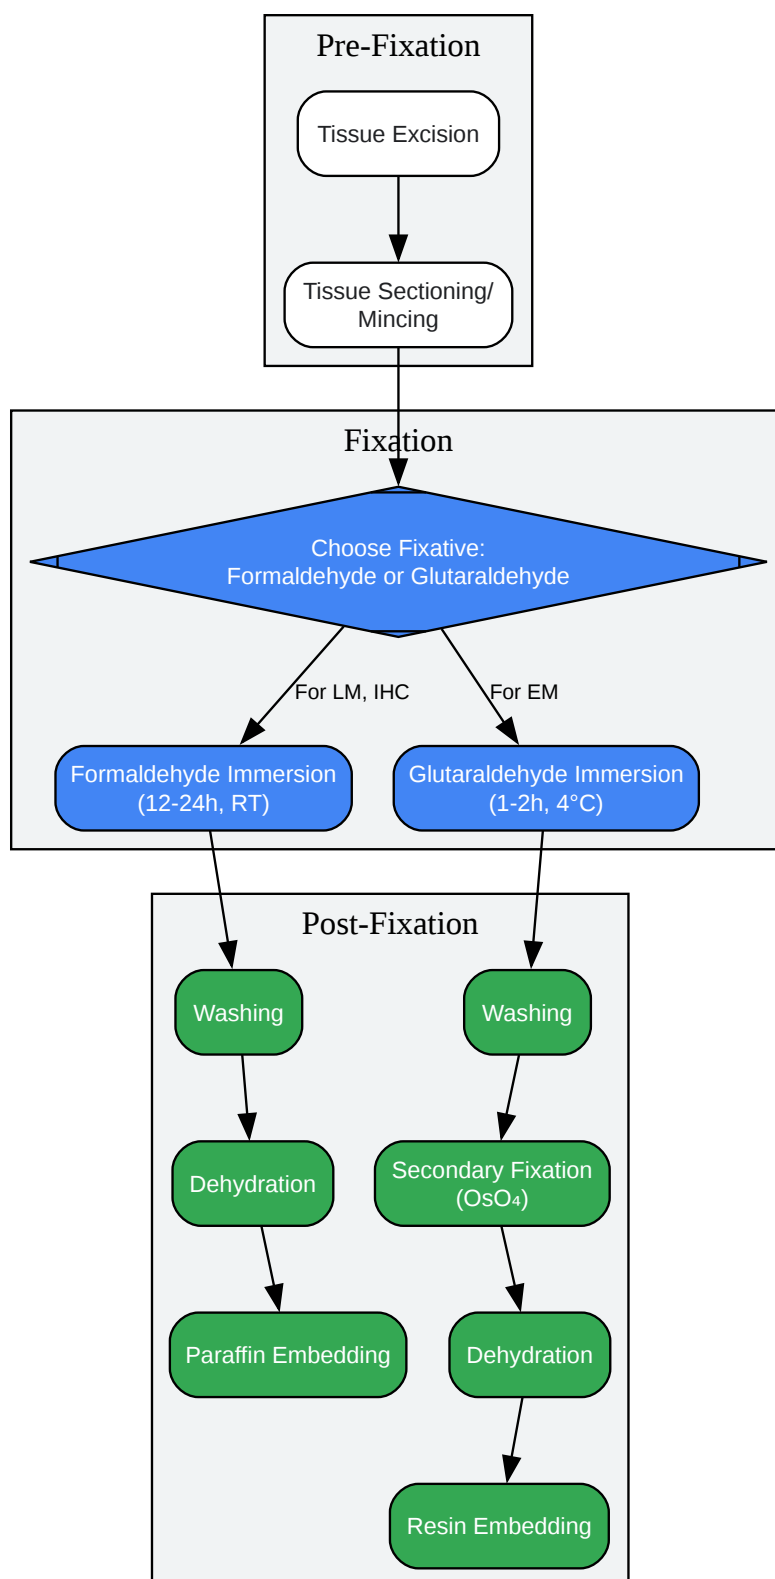 Pre-Fixation
Tissue Excision
Tissue Sectioning/
Mincing
Fixation
Choose Fixative:
Formaldehyde or Glutaraldehyde
For LM, IHC
For EM
Formaldehyde Immersion
(12-24h, RT)
Glutaraldehyde Immersion
(1-2h, 4°C)
Post-Fixation
Washing
Washing
Dehydration
Secondary Fixation
(OsO₄)
Paraffin Embedding
Dehydration
Resin Embedding